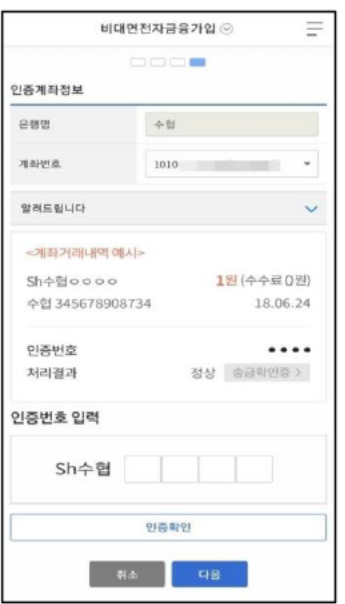 비대면전자금융가입
인증계좌정보
은행명 수협
계좌번호 1010
알려드립니다
<계좌거래내역 예시>
Sh수협ㅇㅇㅇㅇ 1원 (수수료 0원)
수협 345678908734 18.06.24
인증번호 ●●●●
처리결과 정상 송금확인증 >
인증번호 입력
Sh수협
인증확인
취소 다음